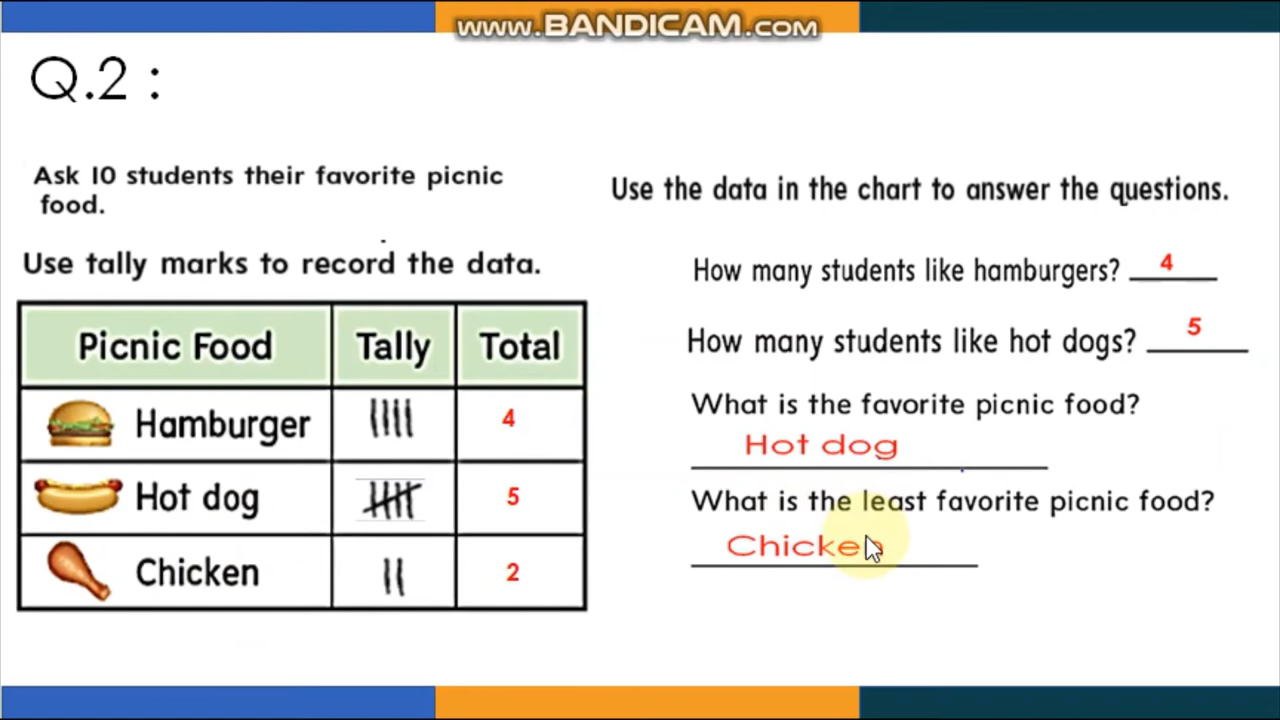 www.BANDICAM.com
Q.2 :
Ask 10 students their favorite picnic
food.
Use tally marks to record the data.
Picnic Food Tally Total
Hamburger 4
Hot dog 5
Chicken 2
Use the data in the chart to answer the questions.
How many students like hamburgers? 4
How many students like hot dogs? 5
What is the favorite picnic food?
Hot dog
What is the least favorite picnic food?
Chicken